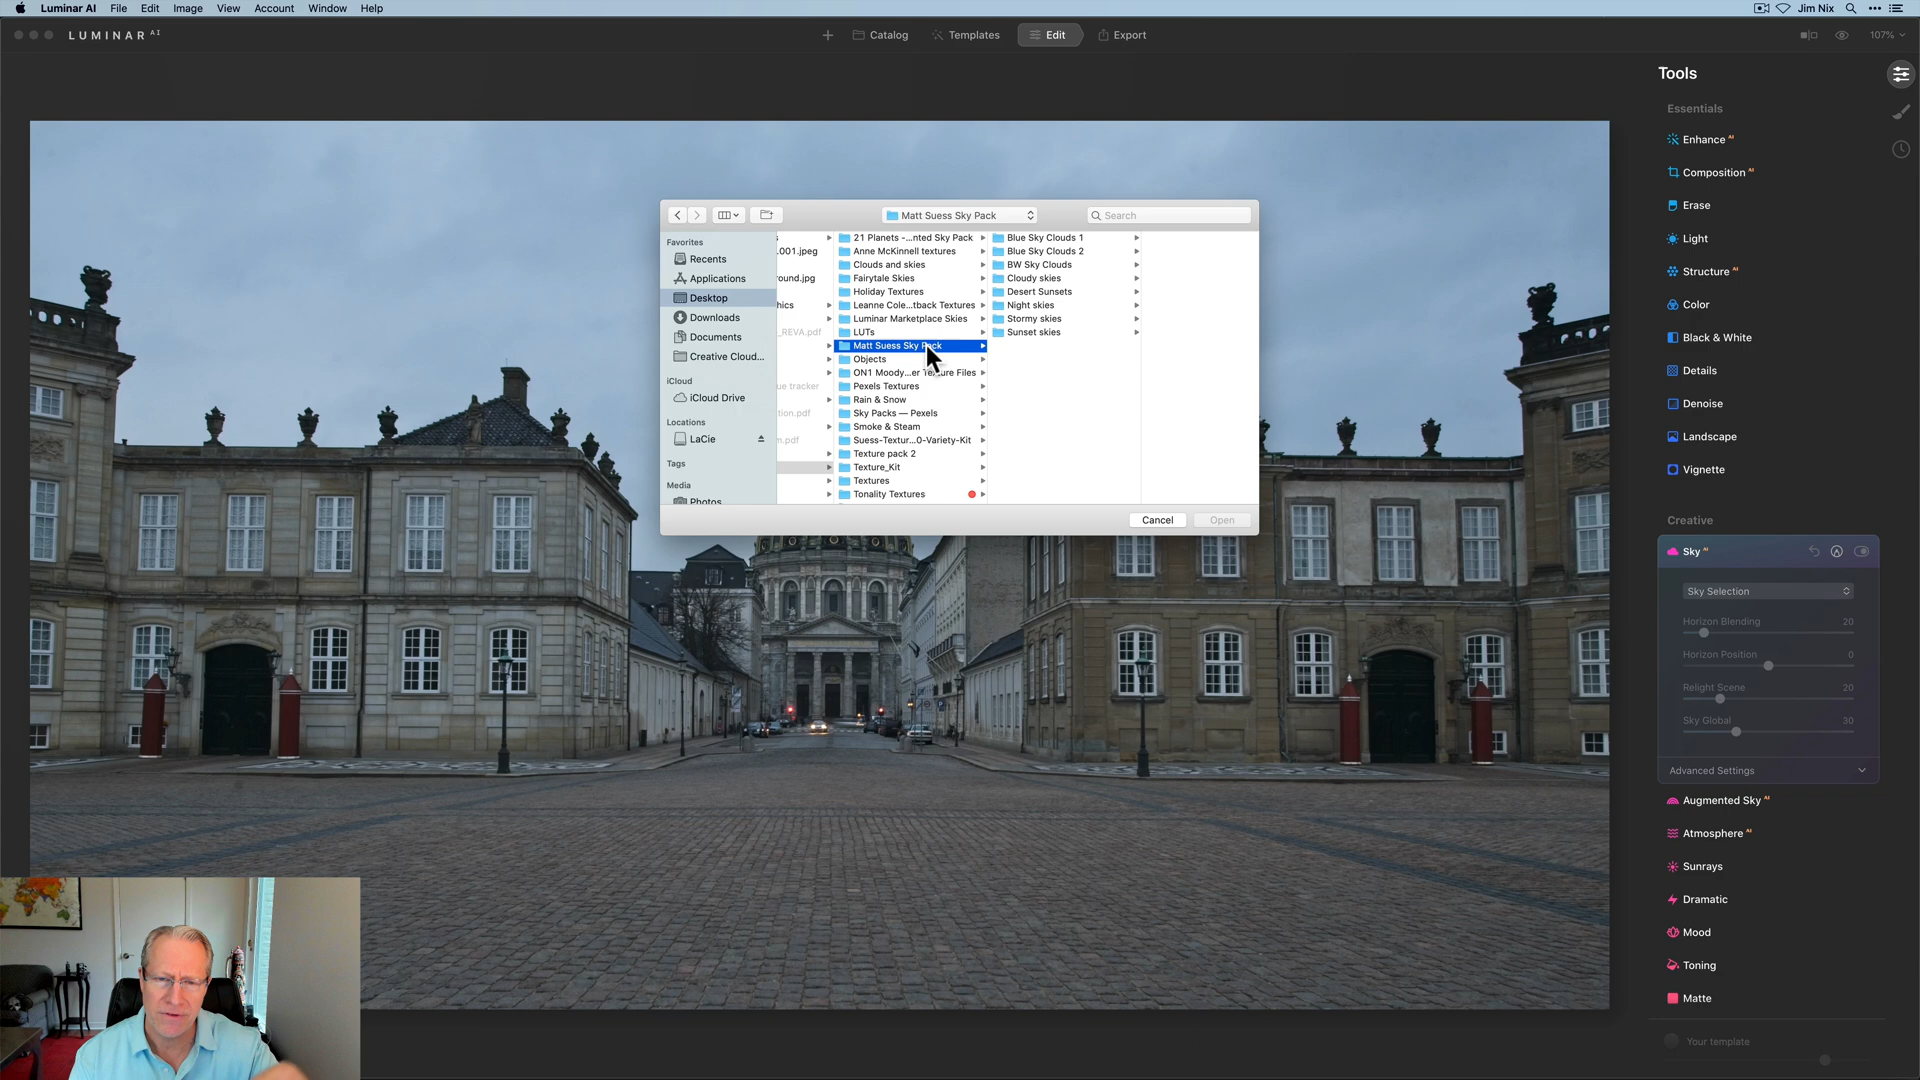 Luminar AI File Edit Image View Account Window Help Jim Nix
LUMINAR AI
Catalog Templates Edit Export 107%
Tools
Essentials
Enhance AI
Composition AI
Erase
Light
Structure AI
Color
Black & White
Details
Denoise
Landscape
Vignette
Creative
Sky AI
Sky Selection
Horizon Blending 20
Horizon Position 0
Relight Scene 20
Sky Global 30
Advanced Settings
Augmented Sky AI
Atmosphere AI
Sunrays
Dramatic
Mood
Toning
Matte
Your template
Matt Suess Sky Pack
Search
Favorites
Recents
Applications
Desktop
Downloads
Documents
Creative Cloud...
iCloud
iCloud Drive
Locations
LaCie
Tags
Media
Photos
.001.jpeg
ound.jpg
hics
_REVA.pdf
ue tracker
tion.pdf
m.pdf
21 Planets -...nted Sky Pack
Anne McKinnell textures
Clouds and skies
Fairytale Skies
Holiday Textures
Leanne Cole...tback Textures
Luminar Marketplace Skies
LUTs
Matt Suess Sky Pack
Objects
ON1 Moody...er Texture Files
Pexels Textures
Rain & Snow
Sky Packs — Pexels
Smoke & Steam
Suess-Textur...0-Variety-Kit
Texture pack 2
Texture_Kit
Textures
Tonality Textures
Blue Sky Clouds 1
Blue Sky Clouds 2
BW Sky Clouds
Cloudy skies
Desert Sunsets
Night skies
Stormy skies
Sunset skies
Cancel Open